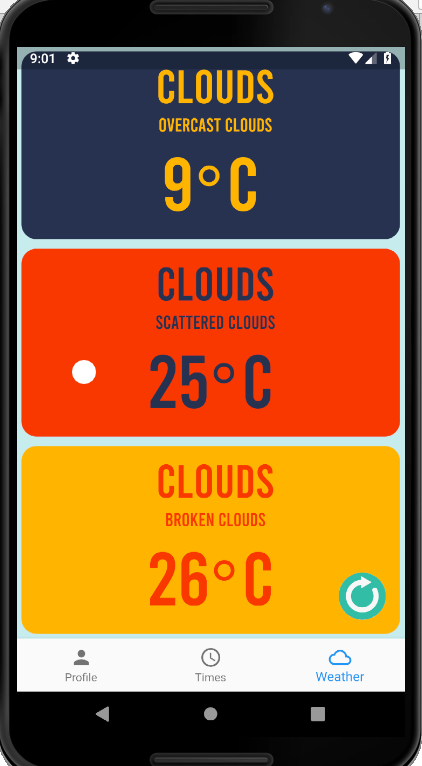 9:01
CLOUDS
OVERCAST CLOUDS
9°C
CLOUDS
SCATTERED CLOUDS
25°C
CLOUDS
BROKEN CLOUDS
26°C
Profile Times Weather